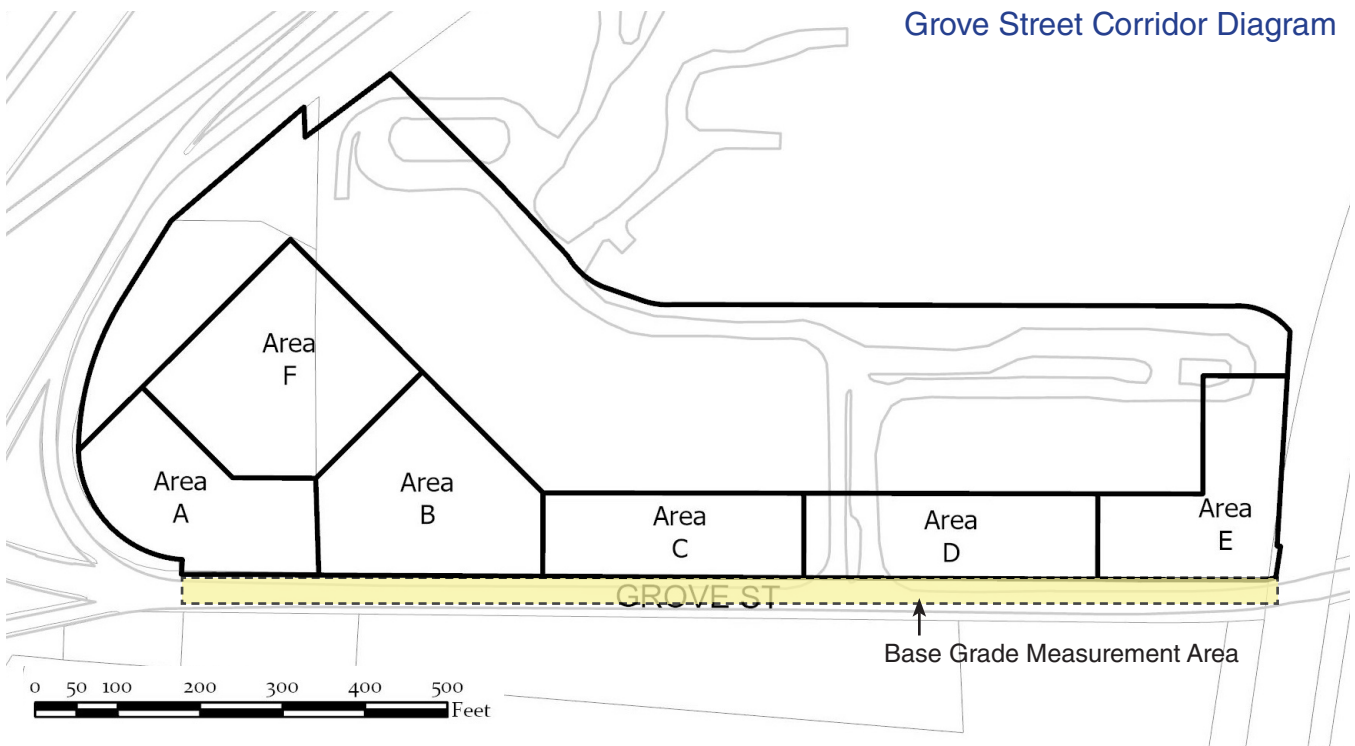 Grove Street Corridor Diagram
Area
F
Area
A
Area
B
Area
C
Area
D
Area
E
GROVE ST
Base Grade Measurement Area
0 50 100 200 300 400 500
Feet